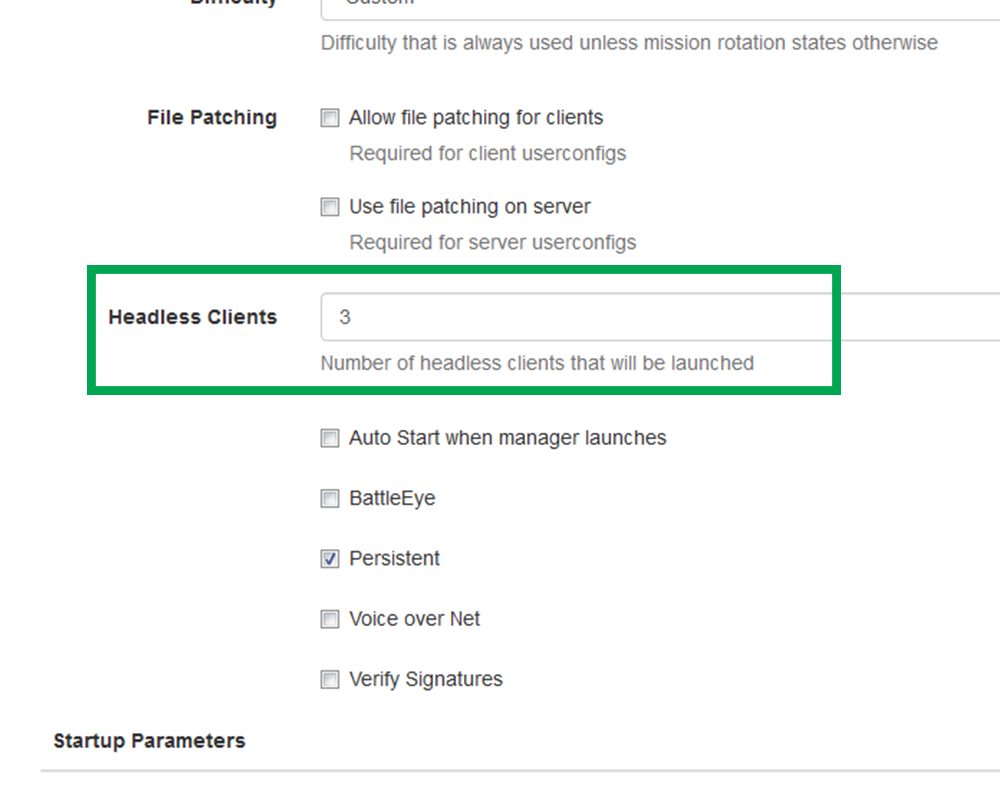 Difficulty
Custom
Difficulty that is always used unless mission rotation states otherwise
File Patching
Allow file patching for clients
Required for client userconfigs
Use file patching on server
Required for server userconfigs
Headless Clients
3
Number of headless clients that will be launched
Auto Start when manager launches
BattleEye
Persistent
Voice over Net
Verify Signatures
Startup Parameters